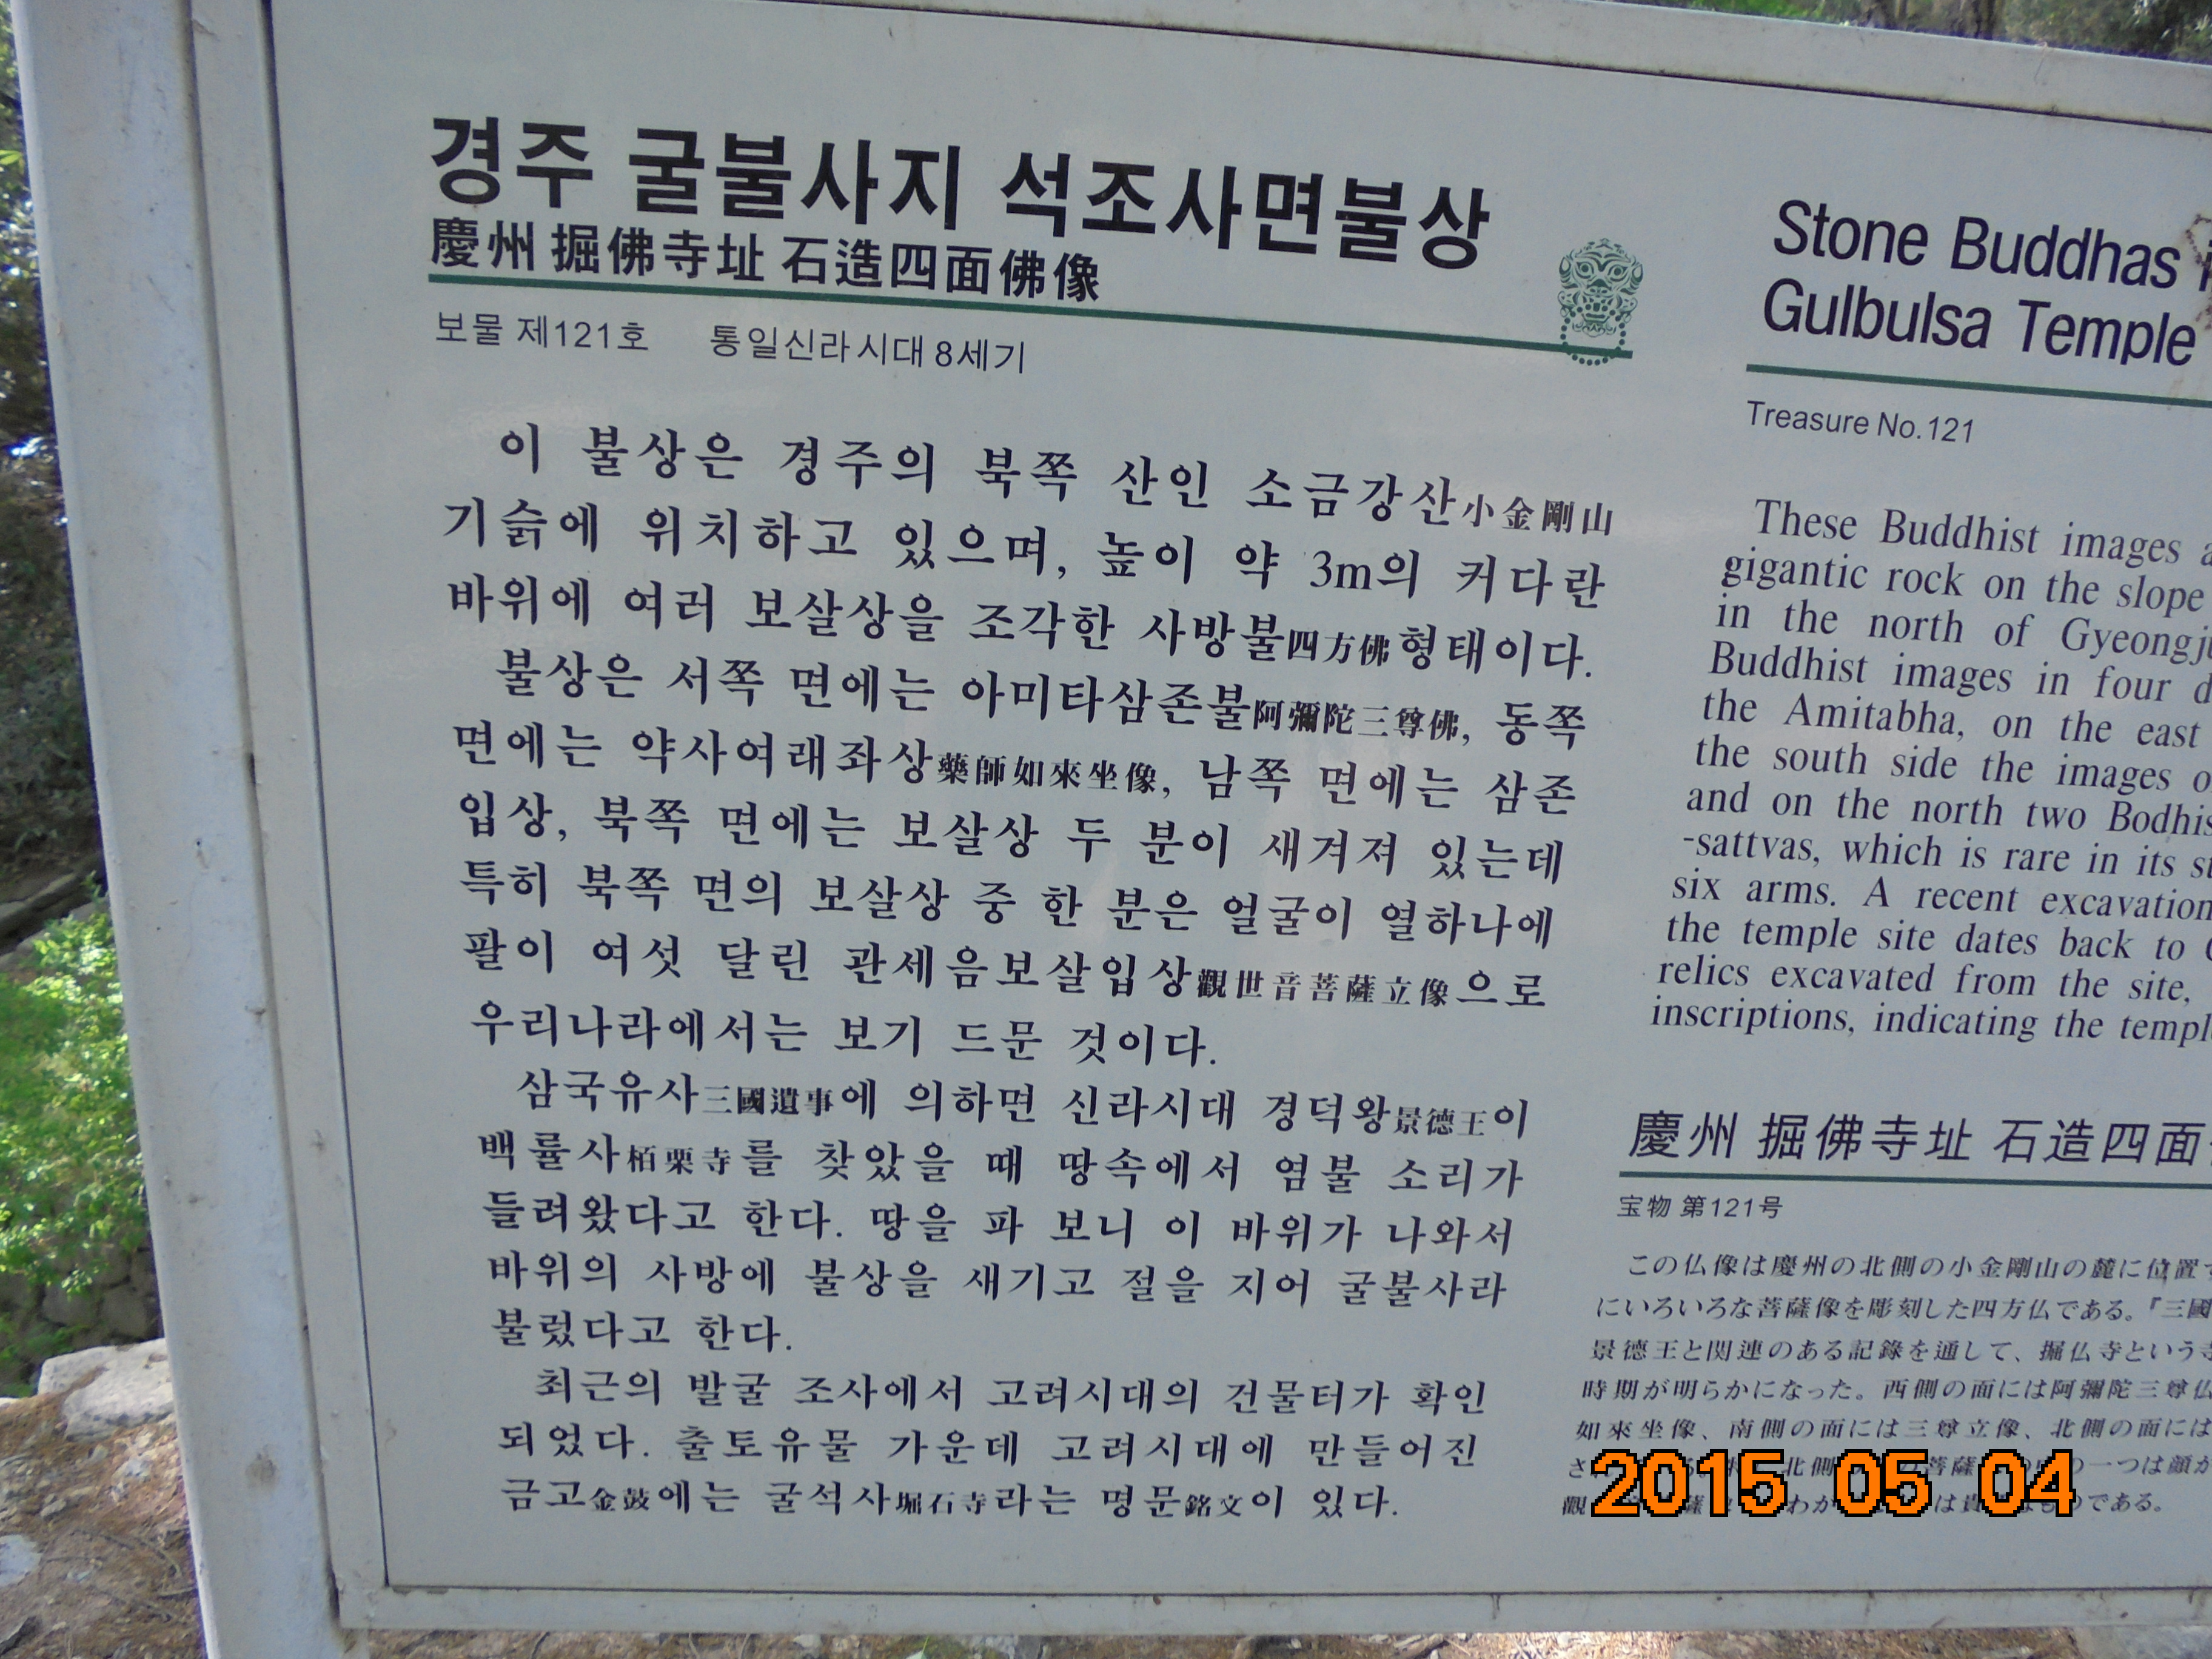 경주 굴불사지 석조사면불상
慶州 掘佛寺址 石造四面佛像
보물 제121호 통일신라시대 8세기
이 불상은 경주의 북쪽 산인 소금강산小金剛山
기슭에 위치하고 있으며, 높이 약 3m의 커다란
바위에 여러 보살상을 조각한 사방불四方佛형태이다.
불상은 서쪽 면에는 아미타삼존불阿彌陀三尊佛, 동쪽
면에는 약사여래좌상藥師如來坐像, 남쪽 면에는 삼존
입상, 북쪽 면에는 보살상 두 분이 새겨져 있는데
특히 북쪽 면의 보살상 중 한 분은 얼굴이 열하나에
팔이 여섯 달린 관세음보살입상觀世音菩薩立像으로
우리나라에서는 보기 드문 것이다.
삼국유사三國遺事에 의하면 신라시대 경덕왕景德王이
백률사栢栗寺를 찾았을 때 땅속에서 염불 소리가
들려왔다고 한다. 땅을 파 보니 이 바위가 나와서
바위의 사방에 불상을 새기고 절을 지어 굴불사라
불렀다고 한다.
최근의 발굴 조사에서 고려시대의 건물터가 확인
되었다. 출토유물 가운데 고려시대에 만들어진
금고金鼓에는 굴석사堀石寺라는 명문銘文이 있다.
Stone Buddhas
Gulbulsa Temple
Treasure No.121
These Buddhist images
gigantic rock on the slope
in the north of
Buddhist images in four
the Amitabha, on the east
the south side the images
and on the north two
-sattvas, which is rare in its
six arms. A recent excavation
the temple site dates back to
relics excavated from the site,
inscriptions, indicating the
慶州 掘佛寺址 石造四面
宝物 第121号
この仏像は慶州の北側の小金剛山の麓に位置
にいろいろな菩薩像を彫刻した四方仏である。『三國
景德王と関連のある記錄を通して、掘仏寺という
時期が明らかになった。西側の面には阿彌陀三尊仏
如來坐像、南側の面には三尊立像、北側の面には
北側 菩薩 の一つは顔が
觀 である。
2015 05 04